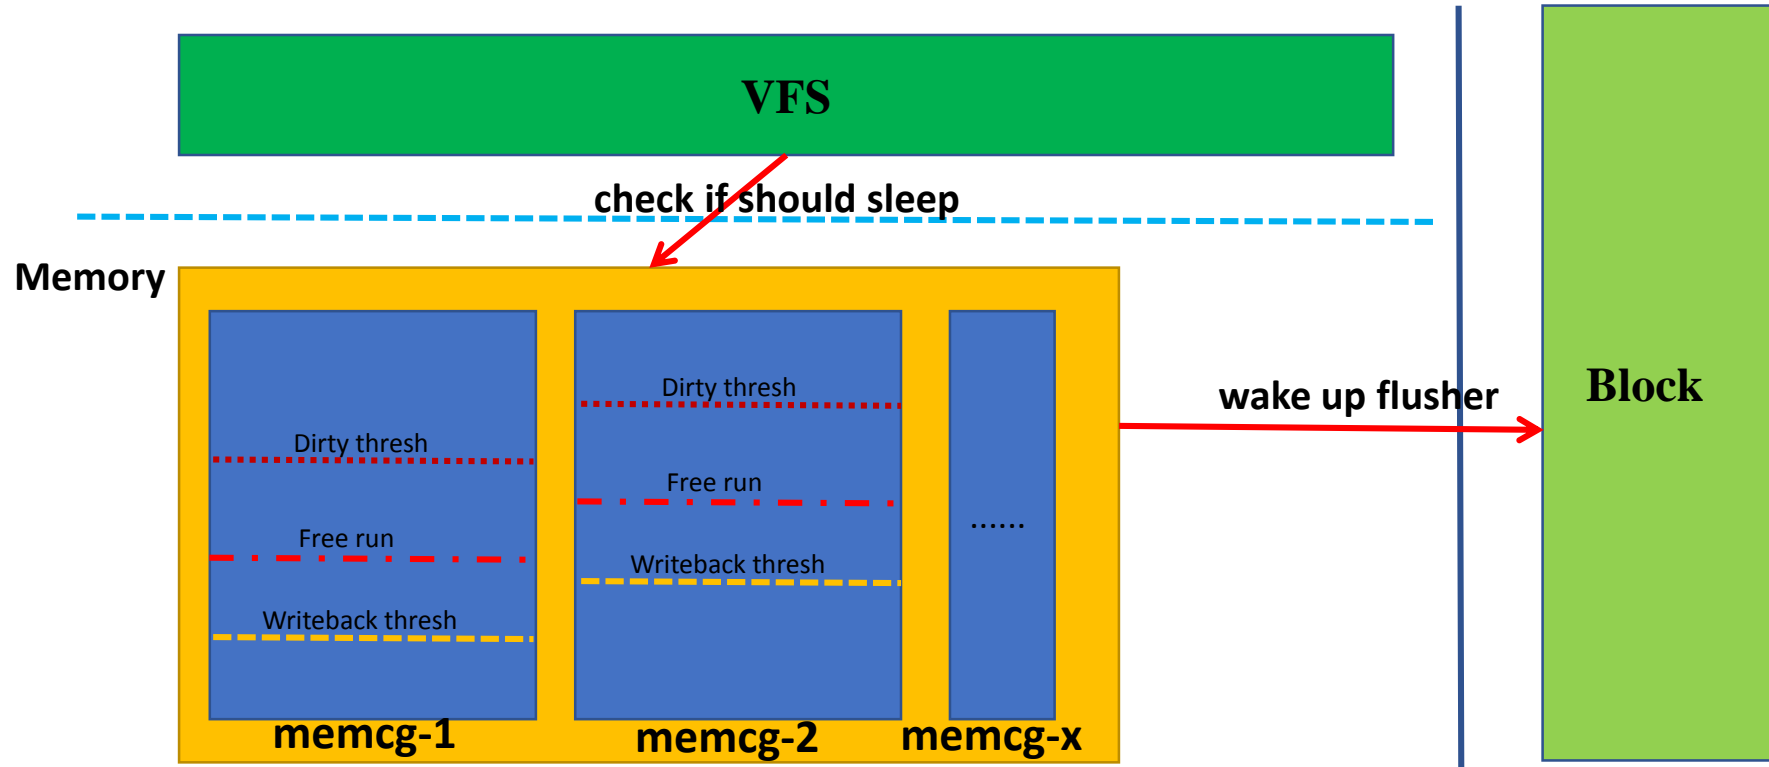 VFS
check if should sleep
Memory
Dirty thresh
Free run
Writeback thresh
memcg-1
Dirty thresh
Free run
Writeback thresh
memcg-2
......
memcg-x
wake up flusher
Block